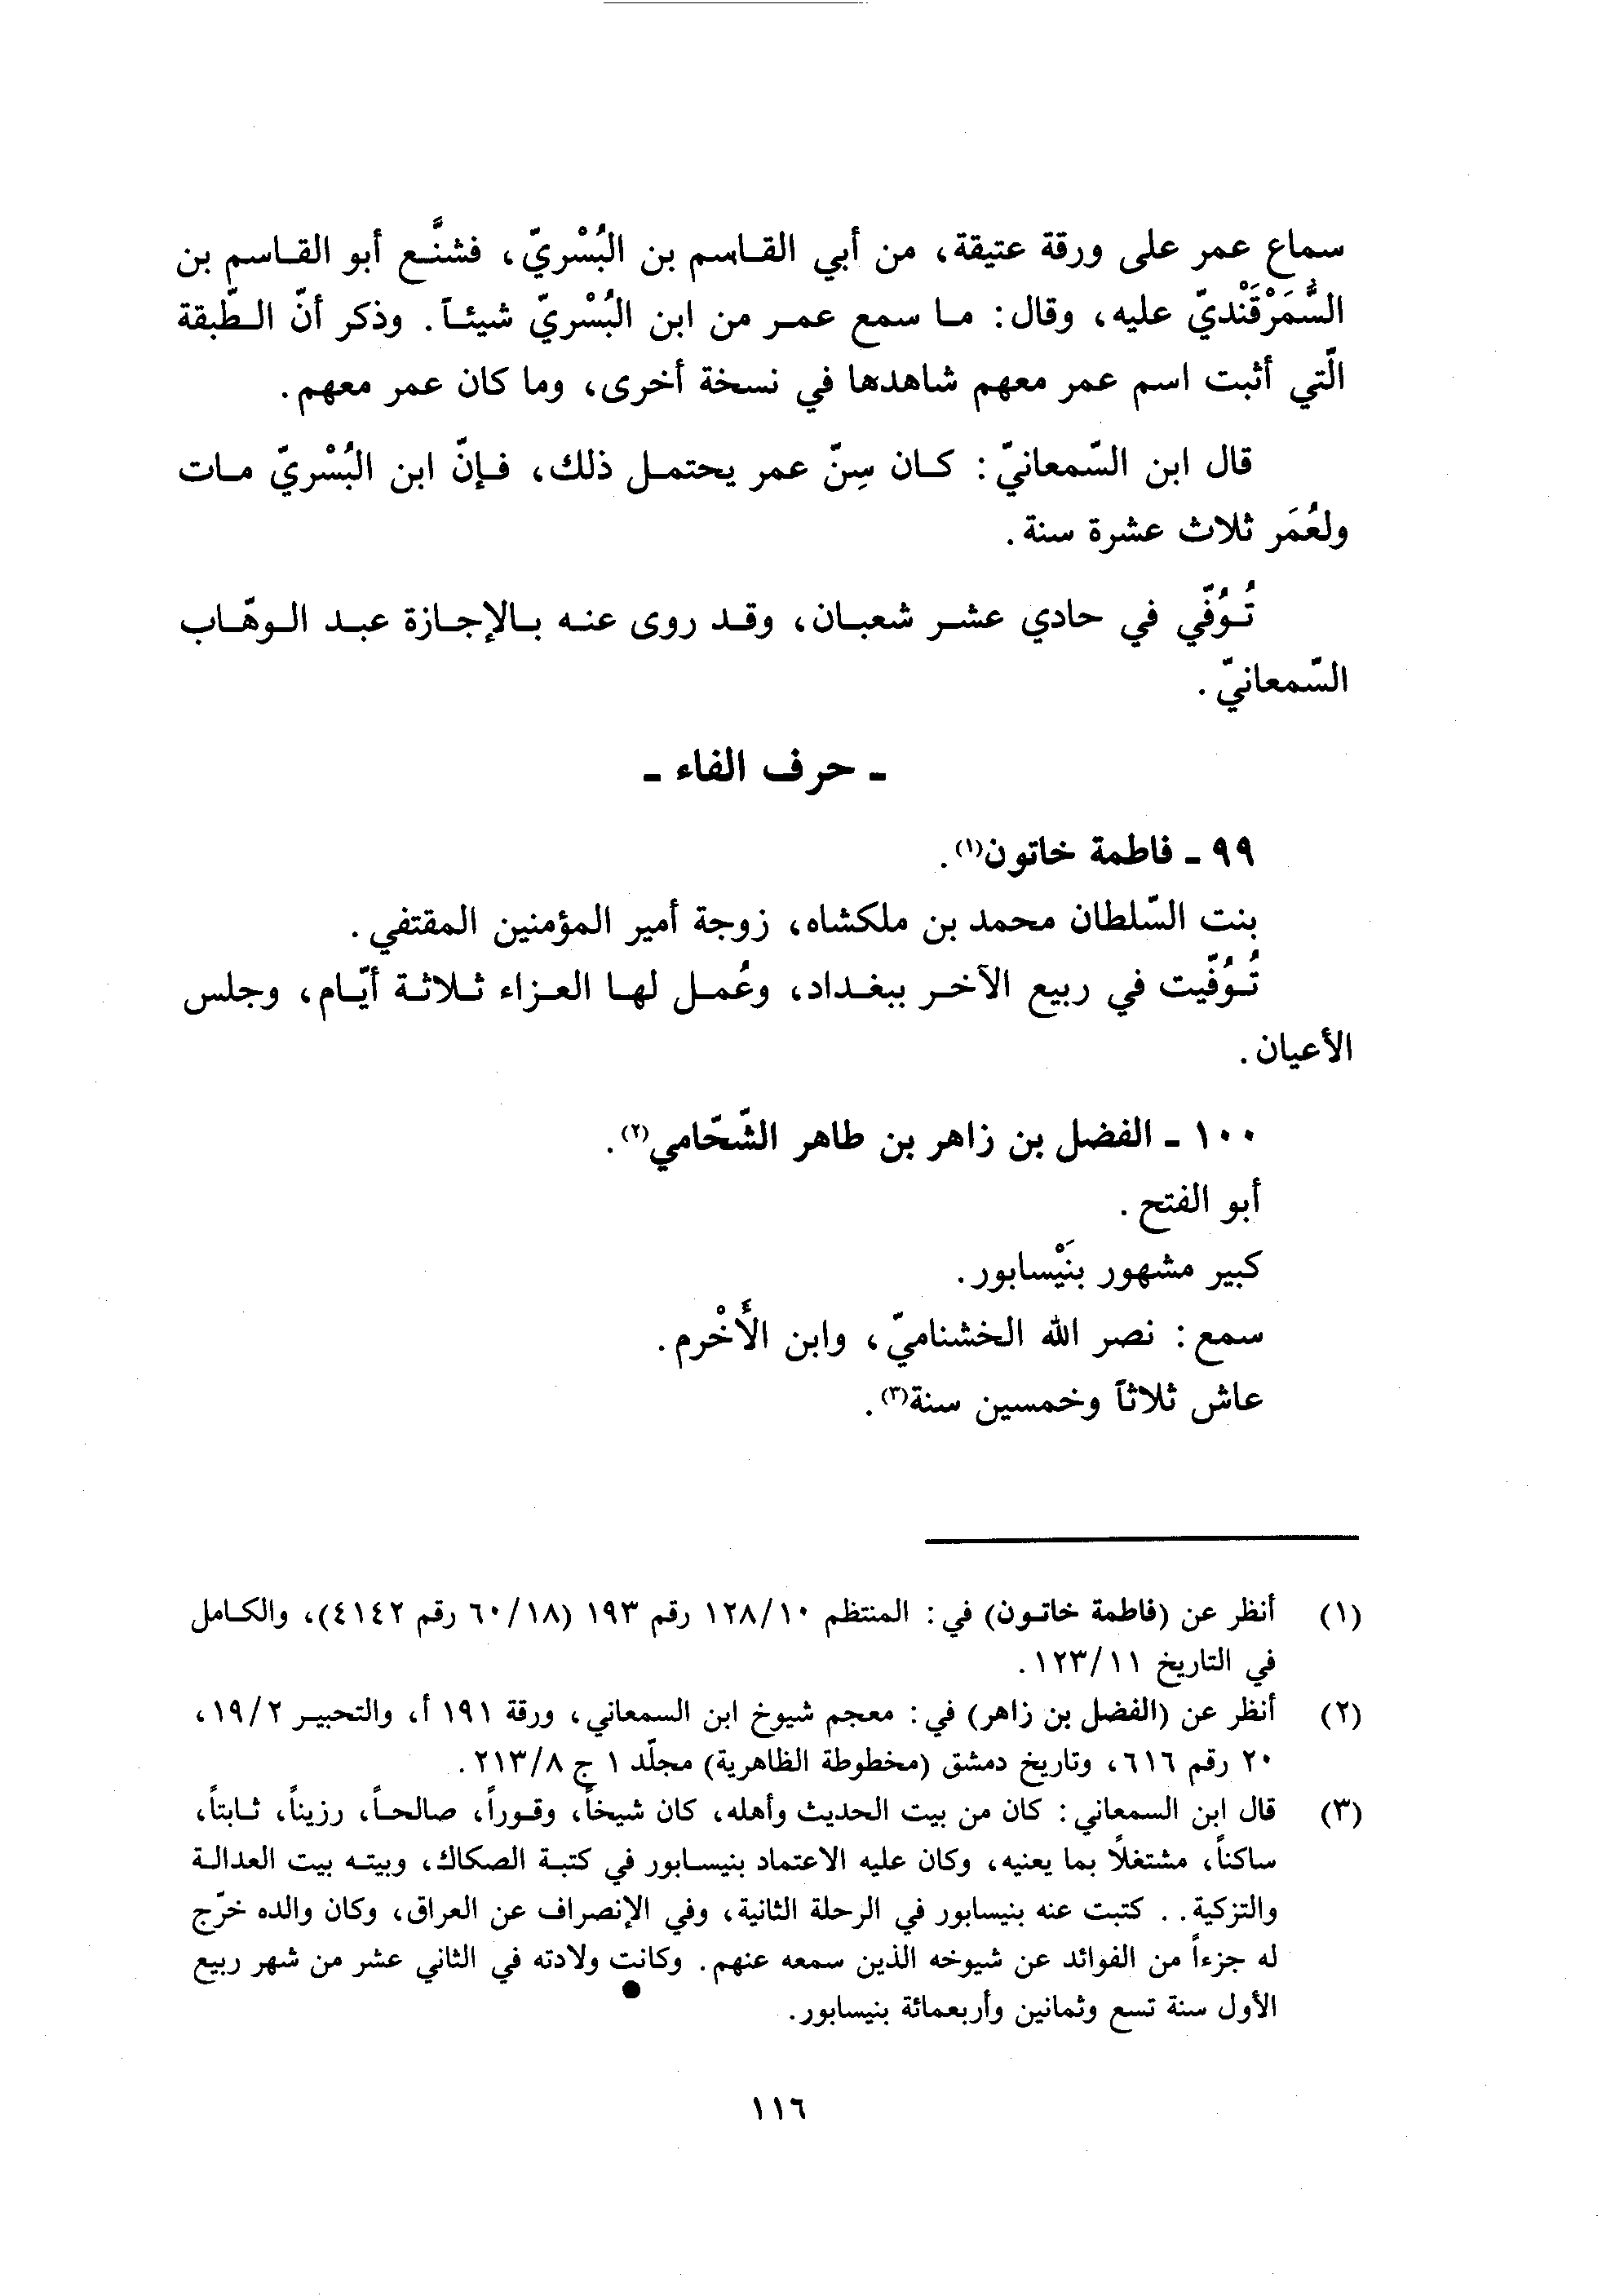 سماع عمر على ورقة عتيقة، من أبي القاسم بن البُسْريّ، فشنَّع أبو القاسم بن
السَّمَرْقَنْديّ عليه، وقال: ما سمع عمر من ابن البُسْريّ شيئاً. وذكر أنّ الطّبقة
الّتي أثبت اسم عمر معهم شاهدها في نسخة أخرى، وما كان عمر معهم.
قال ابن السّمعانيّ: كان سِنّ عمر يحتمل ذلك، فإنّ ابن البُسْريّ مات
ولعُمَر ثلاث عشرة سنة.
تُوُفّي في حادي عشر شعبان، وقد روى عنه بالإجازة عبد الوهّاب
السّمعانيّ.
- حرف الفاء -
٩٩ - فاطمة خاتون(١).
بنت السّلطان محمد بن ملكشاه، زوجة أمير المؤمنين المقتفي.
تُوُفّيت في ربيع الآخر ببغداد، وعُمل لها العزاء ثلاثة أيّام، وجلس
الأعيان.
١٠٠ - الفضل بن زاهر بن طاهر الشّحّامي(٢).
أبو الفتح.
كبير مشهور بنَيْسابور.
سمع: نصر الله الخشناميّ، وابن الأَخْرم.
عاش ثلاثاً وخمسين سنة(٣).
(١) أنظر عن (فاطمة خاتون) في: المنتظم ١٢٨/١٠ رقم ١٩٣ (٦٠/١٨ رقم ٤١٤٢)، والكامل
في التاريخ ١٢٣/١١.
(٢) أنظر عن (الفضل بن زاهر) في: معجم شيوخ ابن السمعاني، ورقة ١٩١ أ، والتحبير ١٩/٢،
٢٠ رقم ٦١٦، وتاريخ دمشق (مخطوطة الظاهرية) مجلّد ١ ج ٢١٣/٨.
(٣) قال ابن السمعاني: كان من بيت الحديث وأهله، كان شيخاً، وقوراً، صالحاً، رزيناً، ثابتاً،
ساكناً، مشتغلاً بما يعنيه، وكان عليه الاعتماد بنيسابور في كتبة الصكاك، وبيته بيت العدالة
والتزكية.. كتبت عنه بنيسابور في الرحلة الثانية، وفي الإنصراف عن العراق، وكان والده خرّج
له جزءاً من الفوائد عن شيوخه الذين سمعه عنهم. وكانت ولادته في الثاني عشر من شهر ربيع
الأول سنة تسع وثمانين وأربعمائة بنيسابور.
١١٦